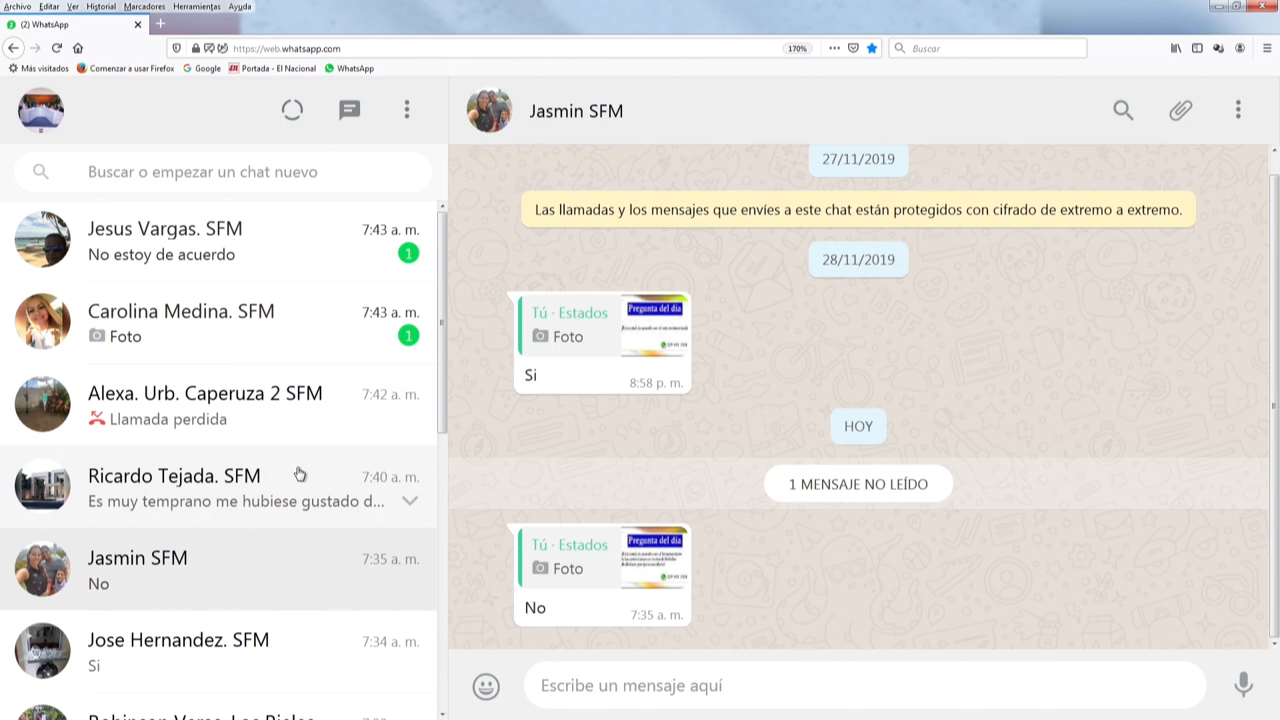 Archivo Editar Ver Historial Marcadores Herramientas Ayuda
2 (2) WhatsApp
https://web.whatsapp.com
170%
Buscar
Más visitados Comenzar a usar Firefox Google Portada - El Nacional WhatsApp
Jasmin SFM
Buscar o empezar un chat nuevo
Jesus Vargas. SFM 7:43 a. m.
No estoy de acuerdo 1
Carolina Medina. SFM 7:43 a. m.
Foto 1
Alexa. Urb. Caperuza 2 SFM 7:42 a. m.
Llamada perdida
Ricardo Tejada. SFM 7:40 a. m.
Es muy temprano me hubiese gustado d...
Jasmin SFM 7:35 a. m.
No
Jose Hernandez. SFM 7:34 a. m.
Si
27/11/2019
Las llamadas y los mensajes que envíes a este chat están protegidos con cifrado de extremo a extremo.
28/11/2019
Tú · Estados
Foto
Pregunta del día
Si
8:58 p. m.
HOY
1 MENSAJE NO LEÍDO
Tú · Estados
Foto
Pregunta del día
No
7:35 a. m.
Escribe un mensaje aquí